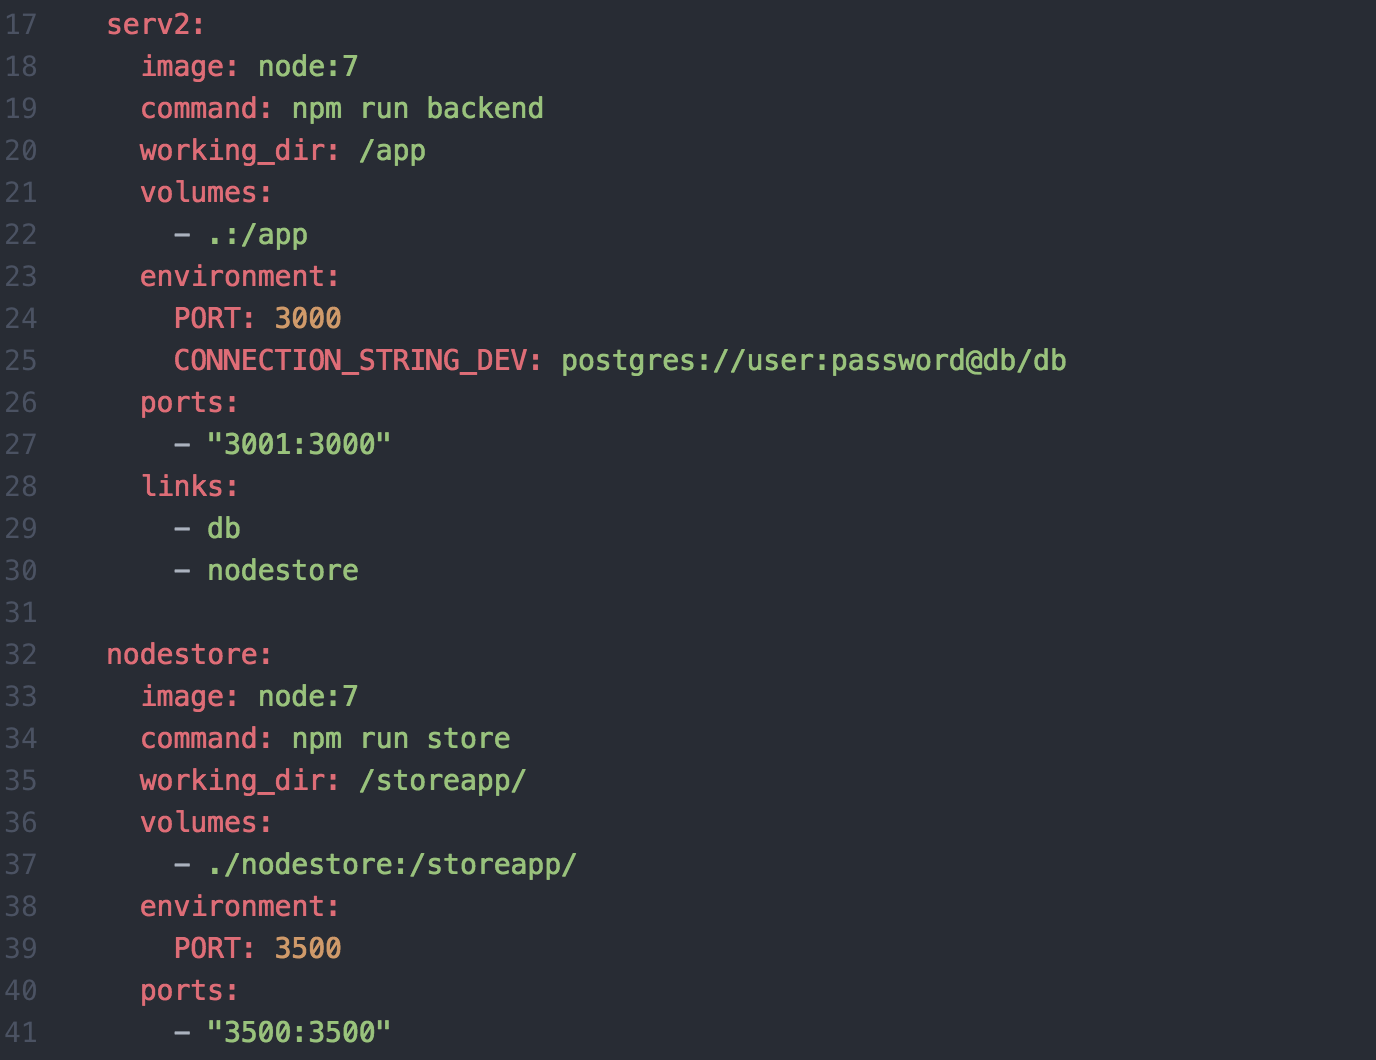 17 serv2:
18 image: node:7
19 command: npm run backend
20 working_dir: /app
21 volumes:
22 - .:/app
23 environment:
24 PORT: 3000
25 CONNECTION_STRING_DEV: postgres://user:password@db/db
26 ports:
27 - "3001:3000"
28 links:
29 - db
30 - nodestore
31
32 nodestore:
33 image: node:7
34 command: npm run store
35 working_dir: /storeapp/
36 volumes:
37 - ./nodestore:/storeapp/
38 environment:
39 PORT: 3500
40 ports:
41 - "3500:3500"